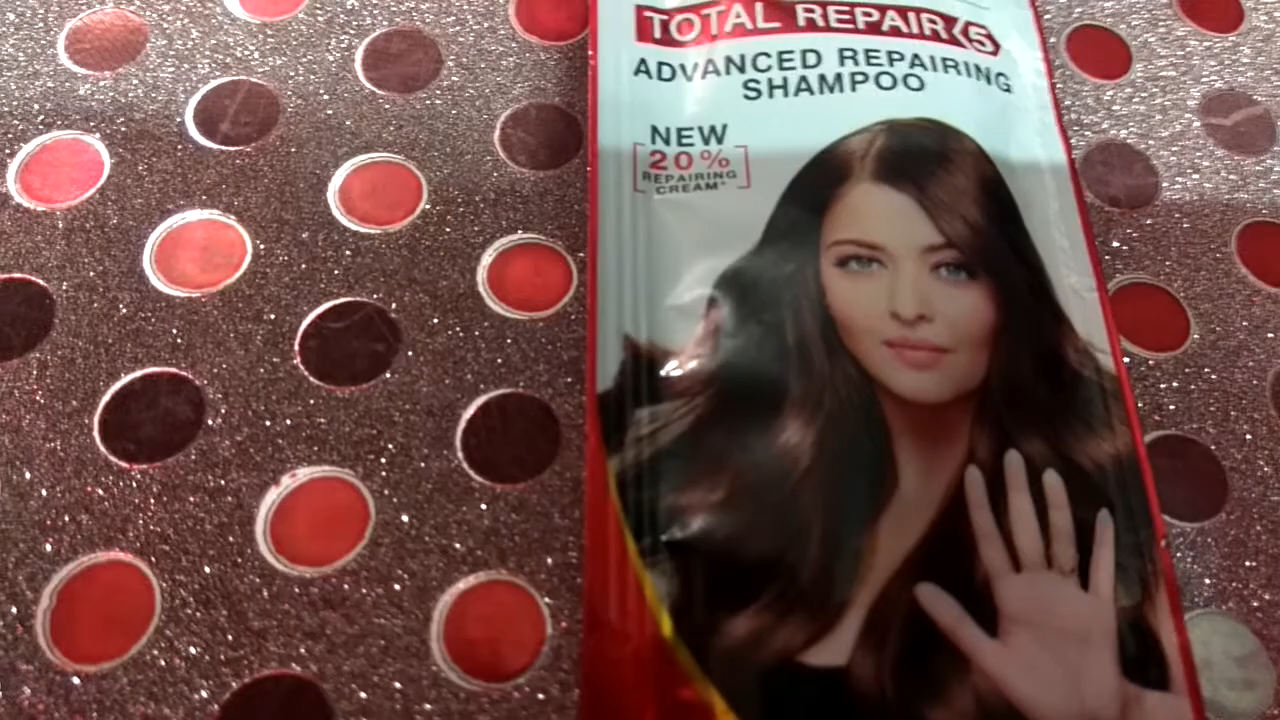 TOTAL REPAIR 5
ADVANCED REPAIRING
SHAMPOO
NEW
20%
REPAIRING
CREAM*